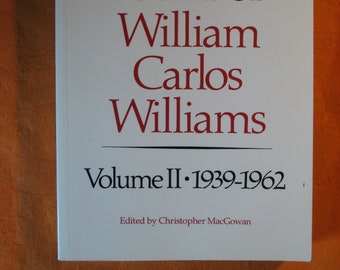 William
Carlos
Williams
Volume II · 1939-1962
Edited by Christopher MacGowan